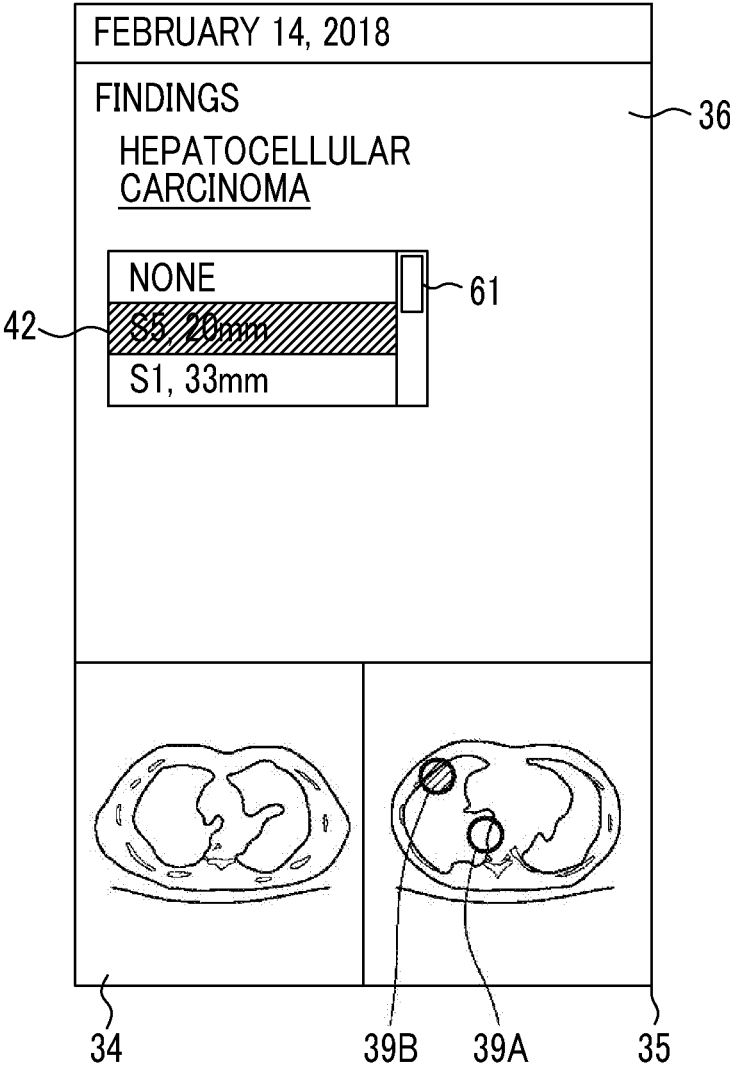 FEBRUARY 14, 2018
FINDINGS
36
HEPATOCELLULAR
CARCINOMA
NONE
61
42
S5, 20mm
S1, 33mm
34
39B
39A
35